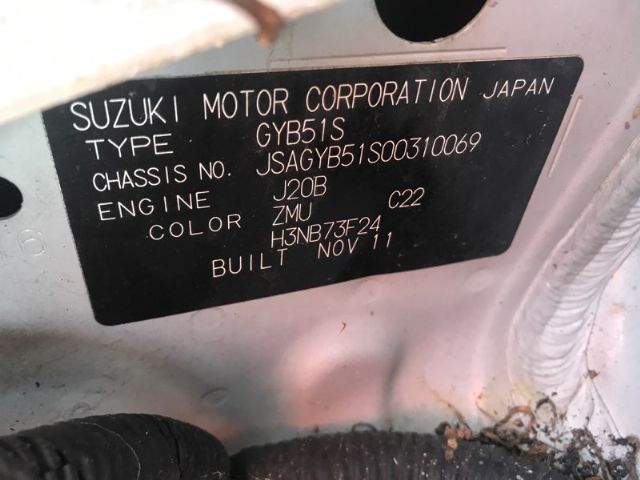 SUZUKI MOTOR CORPORATION JAPAN
TYPE GYB51S
CHASSIS NO. JSAGYB51S00310069
ENGINE J20B
COLOR ZMU C22
H3NB73F24
BUILT NOV 11